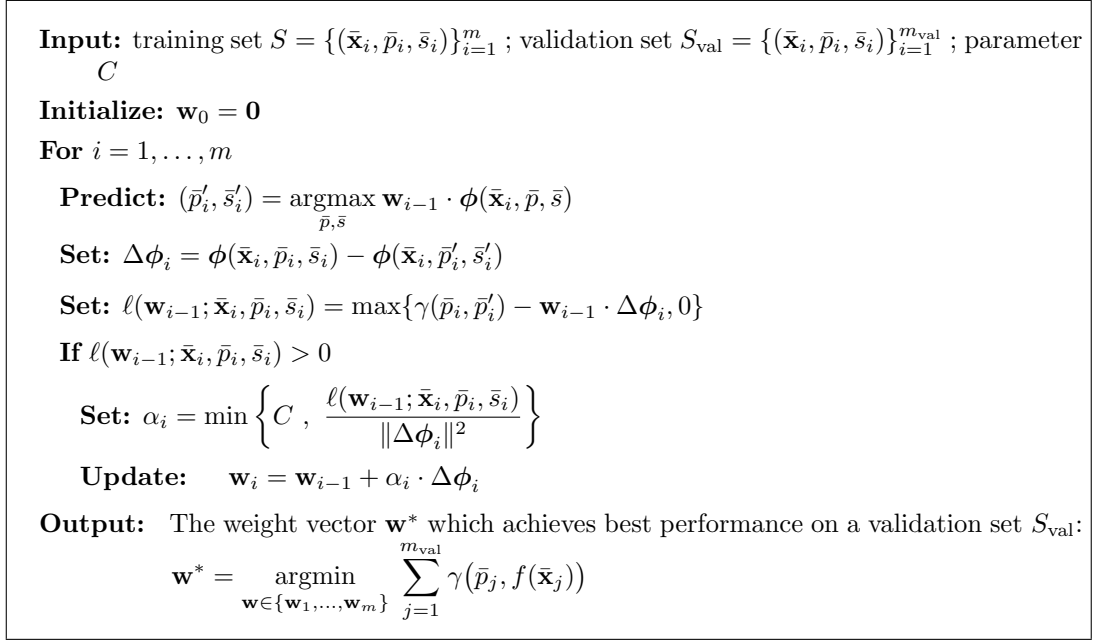 Input: training set S = {(x̄ᵢ, p̄ᵢ, s̄ᵢ)}ᵢ₌₁ᵐ ; validation set S_val = {(x̄ᵢ, p̄ᵢ, s̄ᵢ)}ᵢ₌₁^{m_val} ; parameter
C
Initialize: w₀ = 0
For i = 1, . . . , m
Predict: (p̄′ᵢ, s̄′ᵢ) = argmax_{p̄,s̄} wᵢ₋₁ · ϕ(x̄ᵢ, p̄, s̄)
Set: Δϕᵢ = ϕ(x̄ᵢ, p̄ᵢ, s̄ᵢ) − ϕ(x̄ᵢ, p̄′ᵢ, s̄′ᵢ)
Set: ℓ(wᵢ₋₁; x̄ᵢ, p̄ᵢ, s̄ᵢ) = max{γ(p̄ᵢ, p̄′ᵢ) − wᵢ₋₁ · Δϕᵢ, 0}
If ℓ(wᵢ₋₁; x̄ᵢ, p̄ᵢ, s̄ᵢ) > 0
Set: αᵢ = min { C , ℓ(wᵢ₋₁; x̄ᵢ, p̄ᵢ, s̄ᵢ) / ‖Δϕᵢ‖² }
Update: wᵢ = wᵢ₋₁ + αᵢ · Δϕᵢ
Output: The weight vector w* which achieves best performance on a validation set S_val:
w* = argmin_{w∈{w₁,...,w_m}} ∑_{j=1}^{m_val} γ(p̄ⱼ, f(x̄ⱼ))